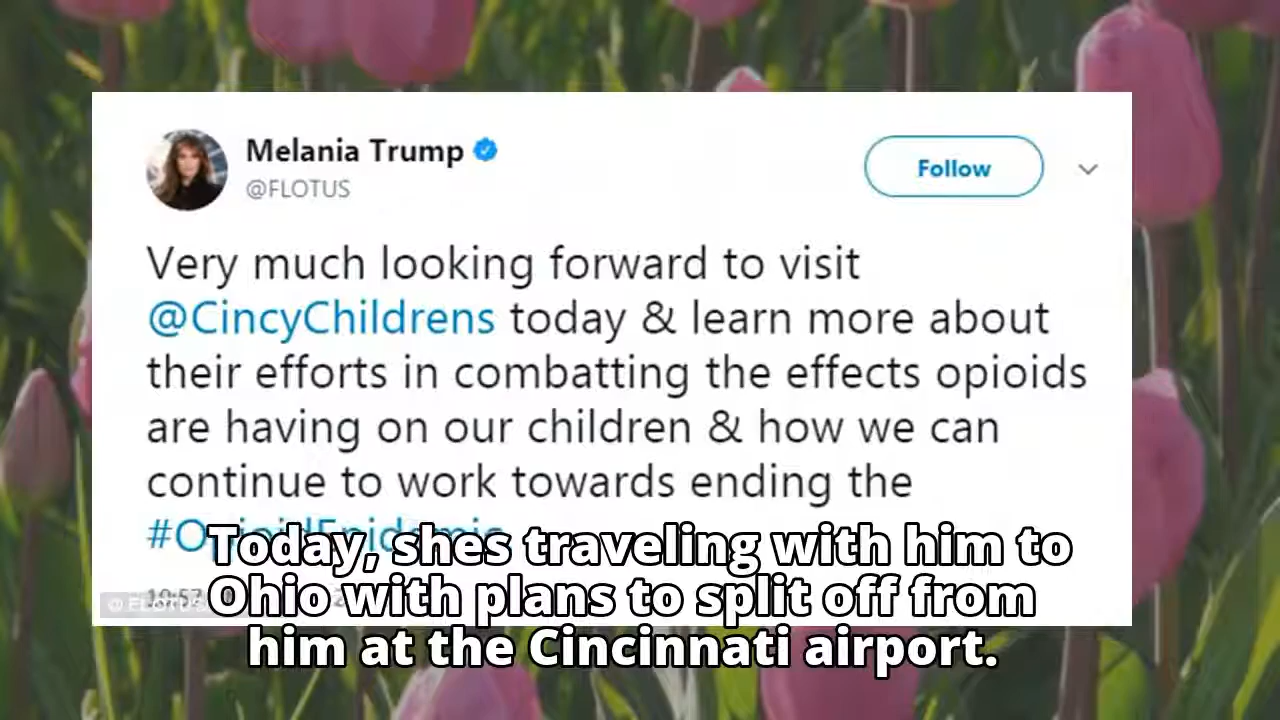 Melania Trump
@FLOTUS
Follow
Very much looking forward to visit
@CincyChildrens today & learn more about
their efforts in combatting the effects opioids
are having on our children & how we can
continue to work towards ending the
#OpioidEpidemic
Today, shes traveling with him to
Ohio with plans to split off from
him at the Cincinnati airport.
@FLOTUS